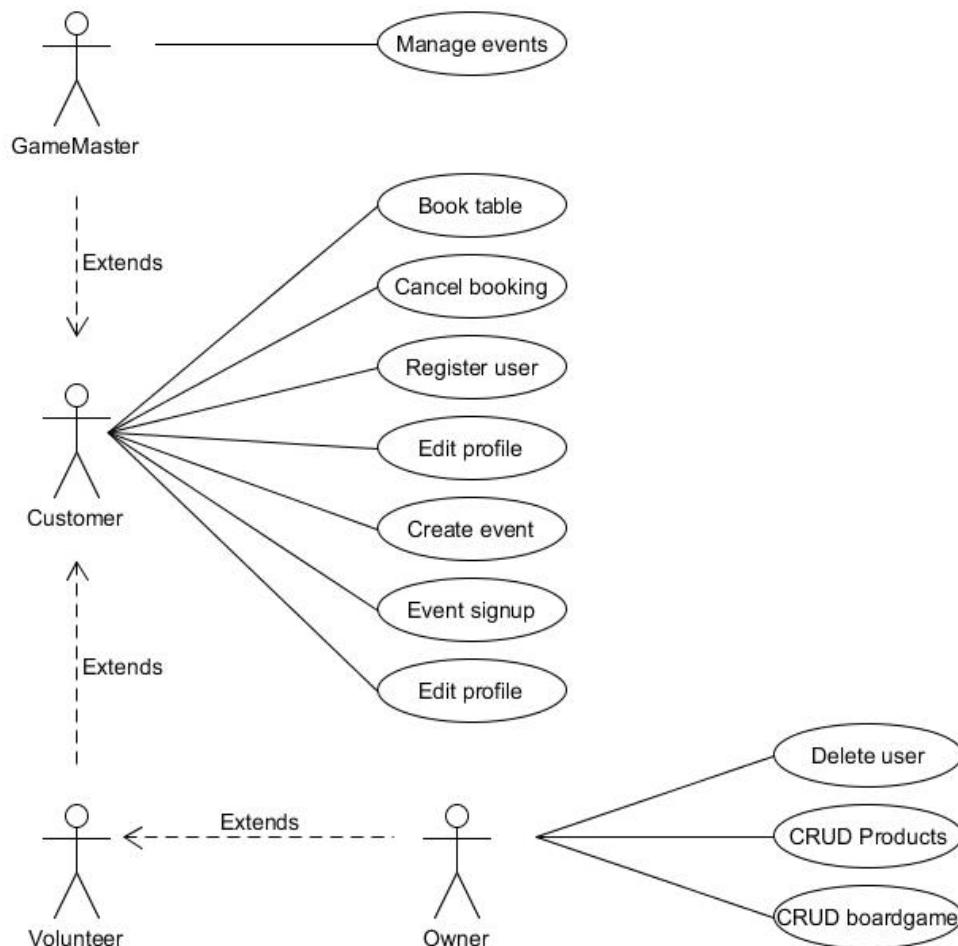 Manage events
GameMaster
Book table
Extends
Cancel booking
Register user
Edit profile
Customer
Create event
Event signup
Extends
Edit profile
Delete user
Extends
CRUD Products
CRUD boardgame
Volunteer
Owner